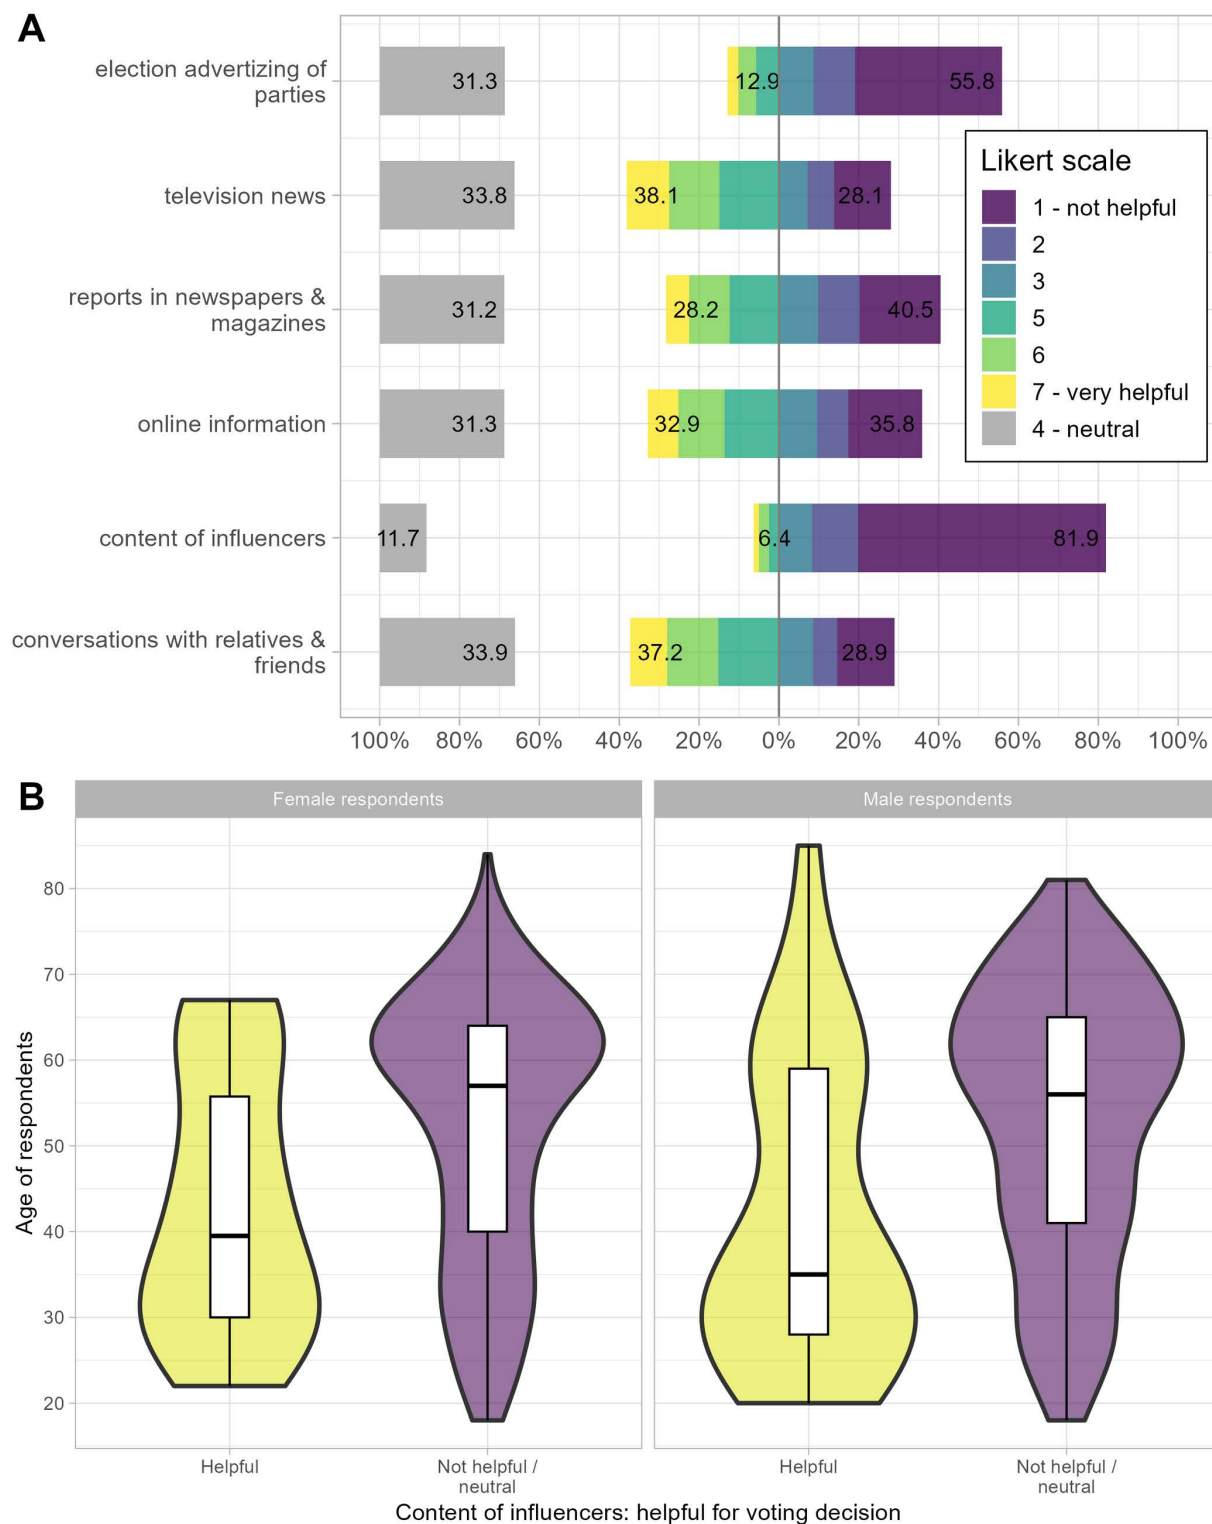 A
election advertizing of
parties
31.3
12.9
55.8
television news
33.8
38.1
28.1
reports in newspapers &
magazines
31.2
28.2
40.5
online information
31.3
32.9
35.8
content of influencers
11.7
6.4
81.9
conversations with relatives &
friends
33.9
37.2
28.9
Likert scale
1 - not helpful
2
3
5
6
7 - very helpful
4 - neutral
100% 80% 60% 40% 20% 0% 20% 40% 60% 80% 100%
B
Female respondents
Male respondents
Age of respondents
80
70
60
50
40
30
20
Helpful
Not helpful /
neutral
Helpful
Not helpful /
neutral
Content of influencers: helpful for voting decision